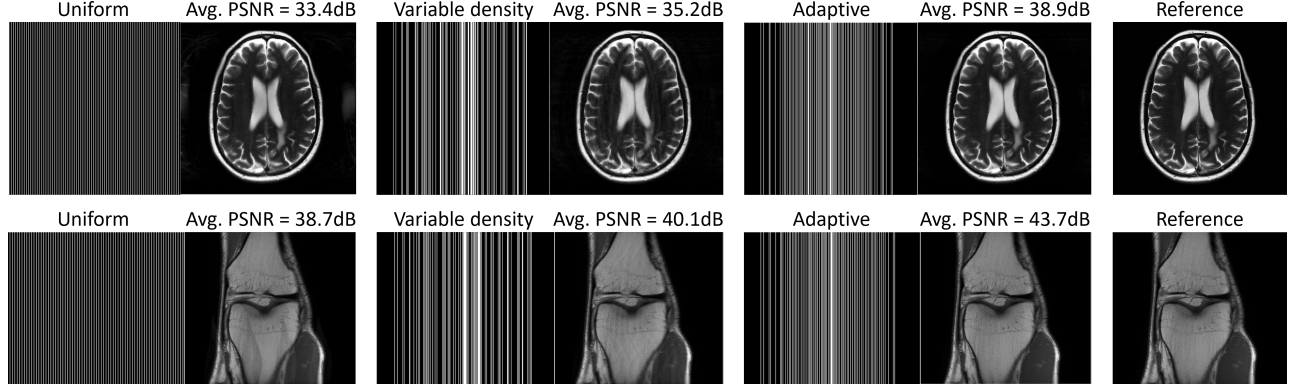 Uniform Avg. PSNR = 33.4dB Variable density Avg. PSNR = 35.2dB Adaptive Avg. PSNR = 38.9dB Reference
Uniform Avg. PSNR = 38.7dB Variable density Avg. PSNR = 40.1dB Adaptive Avg. PSNR = 43.7dB Reference